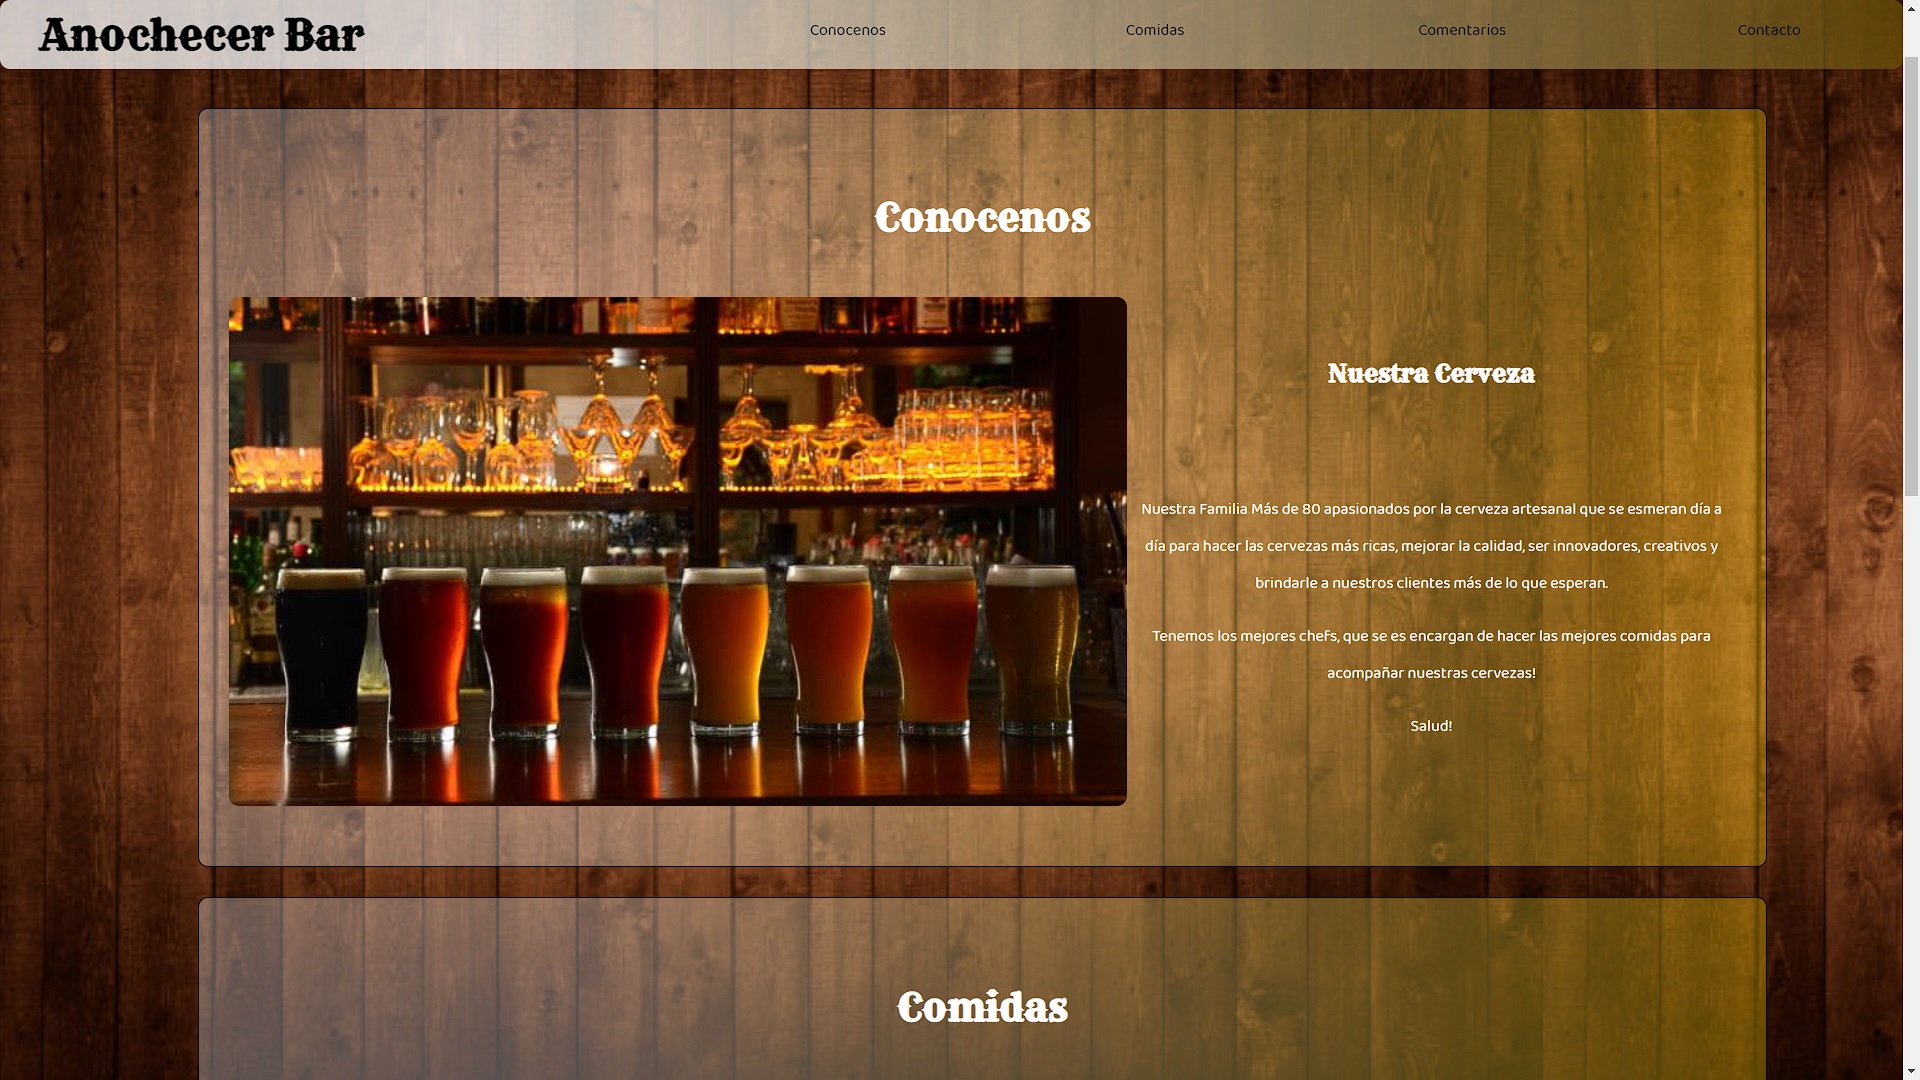 Anochecer Bar
Conocenos
Comidas
Comentarios
Contacto
Conocenos
Nuestra Cerveza
Nuestra Familia Más de 80 apasionados por la cerveza artesanal que se esmeran día a
día para hacer las cervezas más ricas, mejorar la calidad, ser innovadores, creativos y
brindarle a nuestros clientes más de lo que esperan.
Tenemos los mejores chefs, que se es encargan de hacer las mejores comidas para
acompañar nuestras cervezas!
Salud!
Comidas